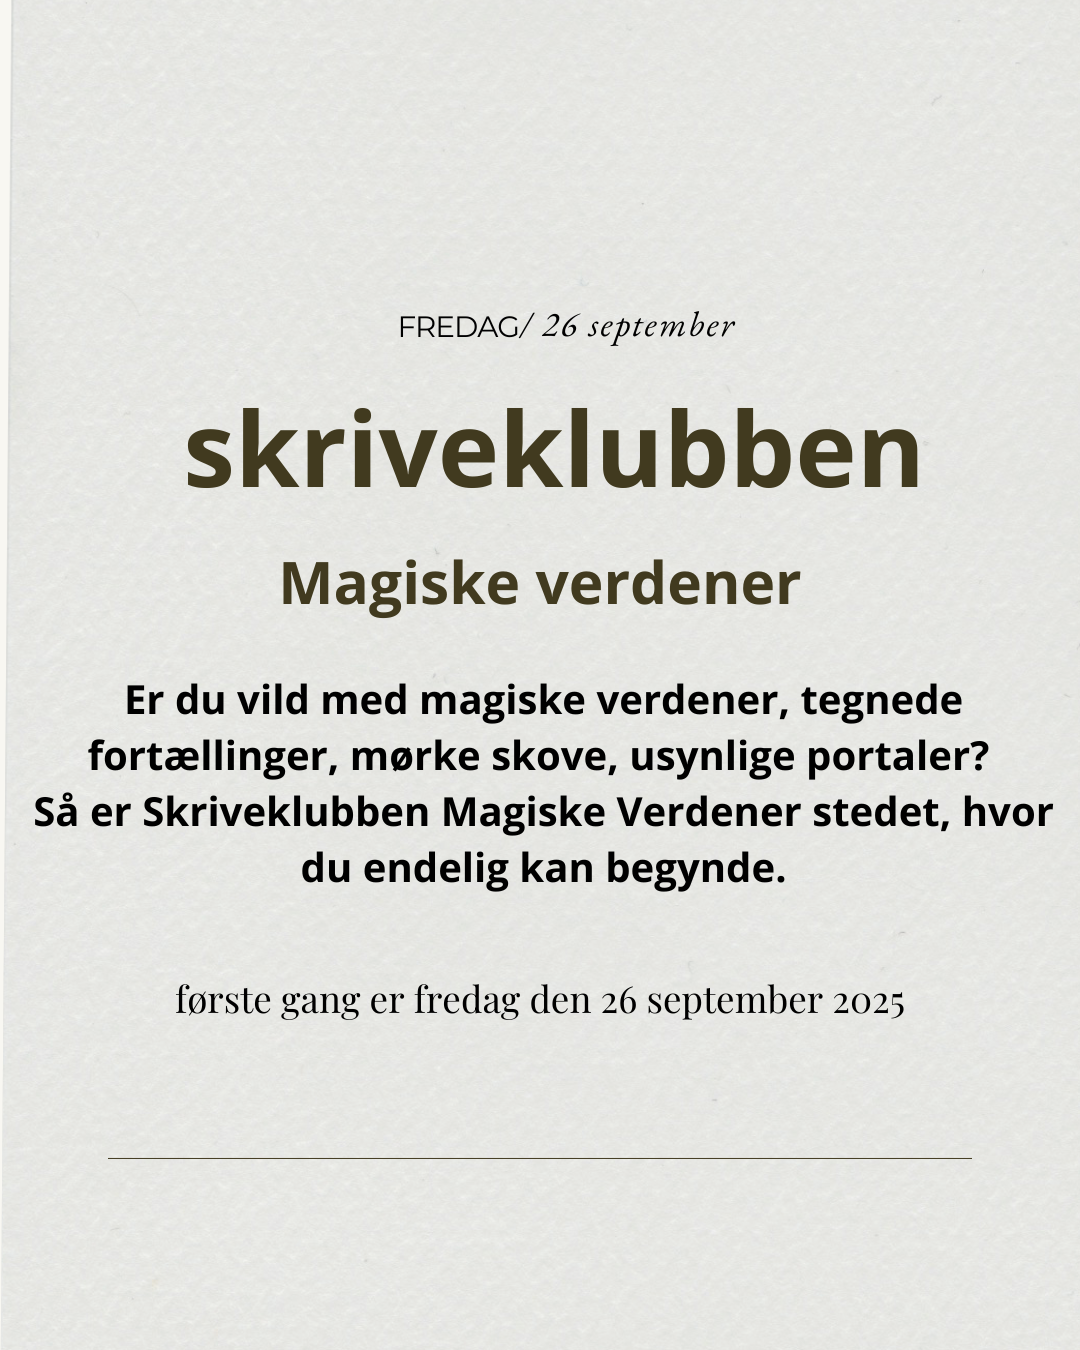 FREDAG/ 26 september
skriveklubben
Magiske verdener
Er du vild med magiske verdener, tegnede
fortællinger, mørke skove, usynlige portaler?
Så er Skriveklubben Magiske Verdener stedet, hvor
du endelig kan begynde.
første gang er fredag den 26 september 2025